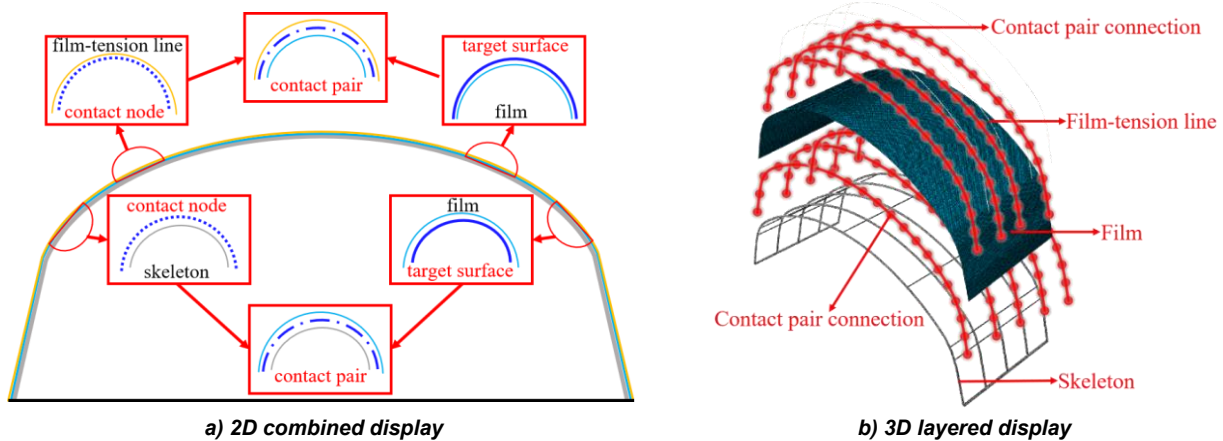 film-tension line
contact node
contact pair
target surface
film
contact node
skeleton
film
target surface
contact pair
a) 2D combined display
Contact pair connection
Film-tension line
Film
Contact pair connection
Skeleton
b) 3D layered display